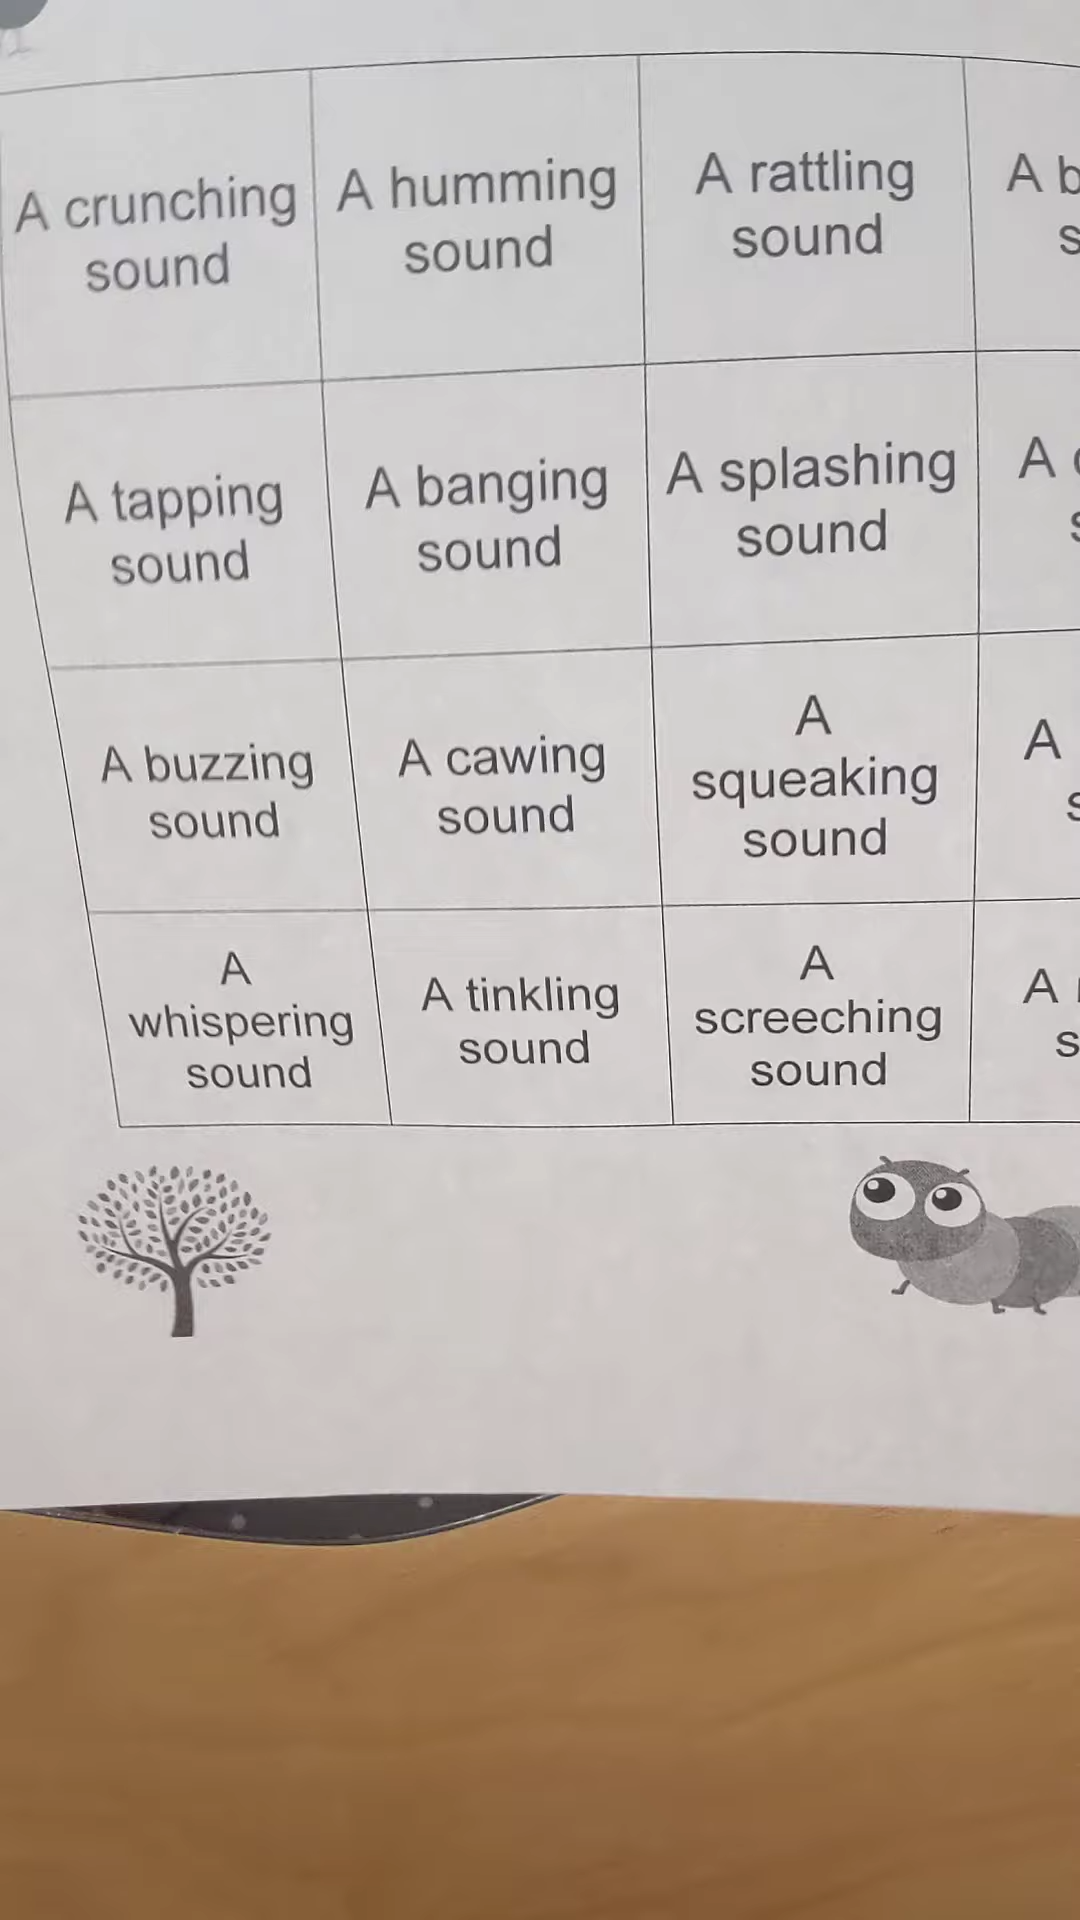 A crunching
sound
A humming
sound
A rattling
sound
A
A tapping
sound
A banging
sound
A splashing
sound
A
A buzzing
sound
A cawing
sound
A
squeaking
sound
A
A
whispering
sound
A tinkling
sound
A
screeching
sound
A